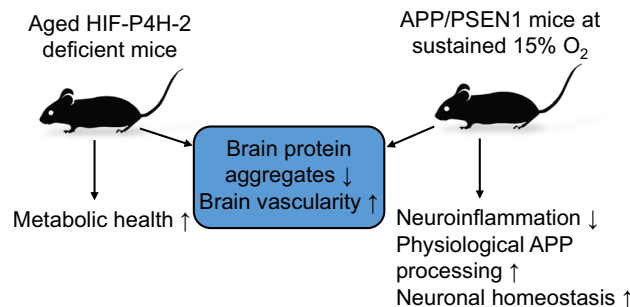 Aged HIF-P4H-2
deficient mice
APP/PSEN1 mice at
sustained 15% O₂
Brain protein
aggregates ↓
Brain vascularity ↑
Metabolic health ↑
Neuroinflammation ↓
Physiological APP
processing ↑
Neuronal homeostasis ↑